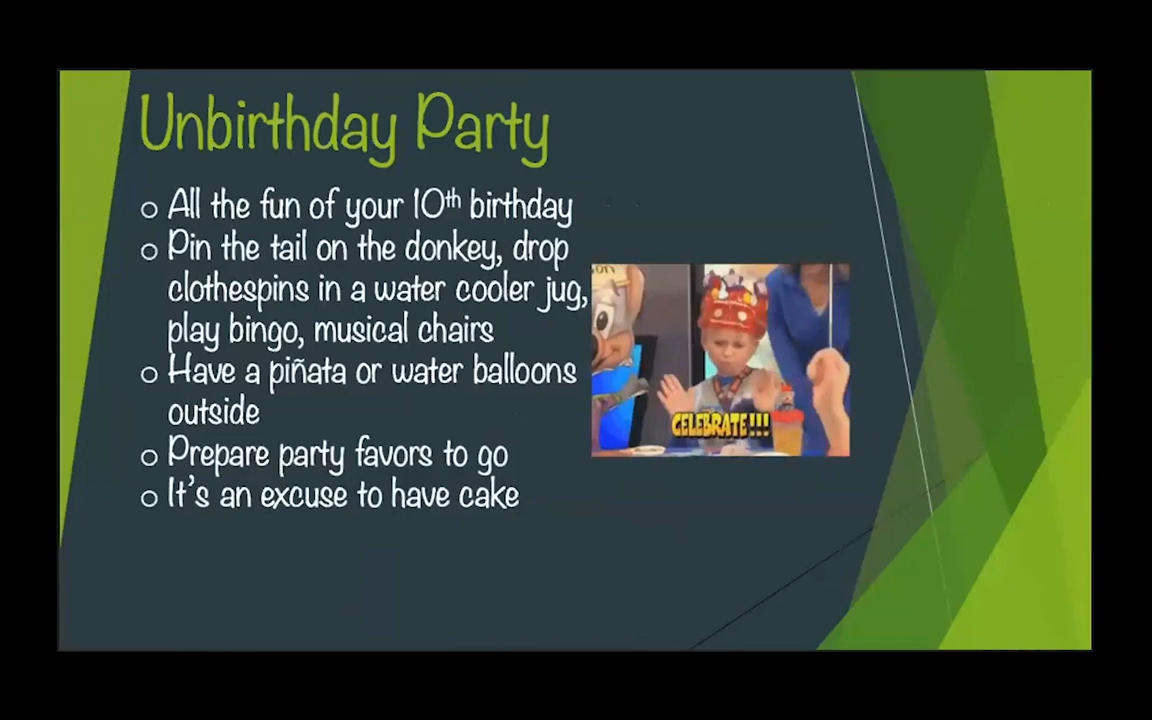 Unbirthday Party
o All the fun of your 10th birthday
o Pin the tail on the donkey, drop
clothespins in a water cooler jug,
play bingo, musical chairs
o Have a piñata or water balloons
outside
o Prepare party favors to go
o It's an excuse to have cake
CELEBRATE!!!